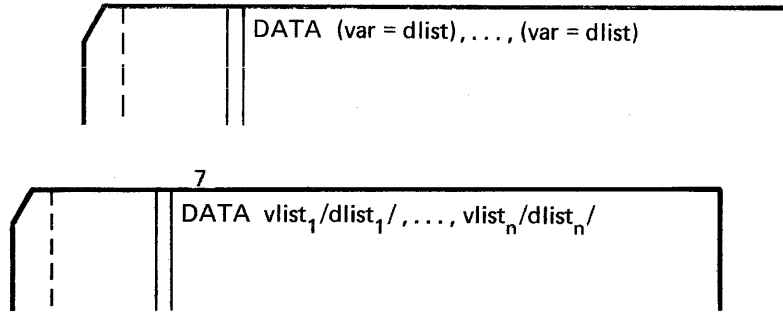 DATA (var = dlist), . . . , (var = dlist)
7
DATA vlist₁/dlist₁/ , . . . , vlistₙ/dlistₙ/